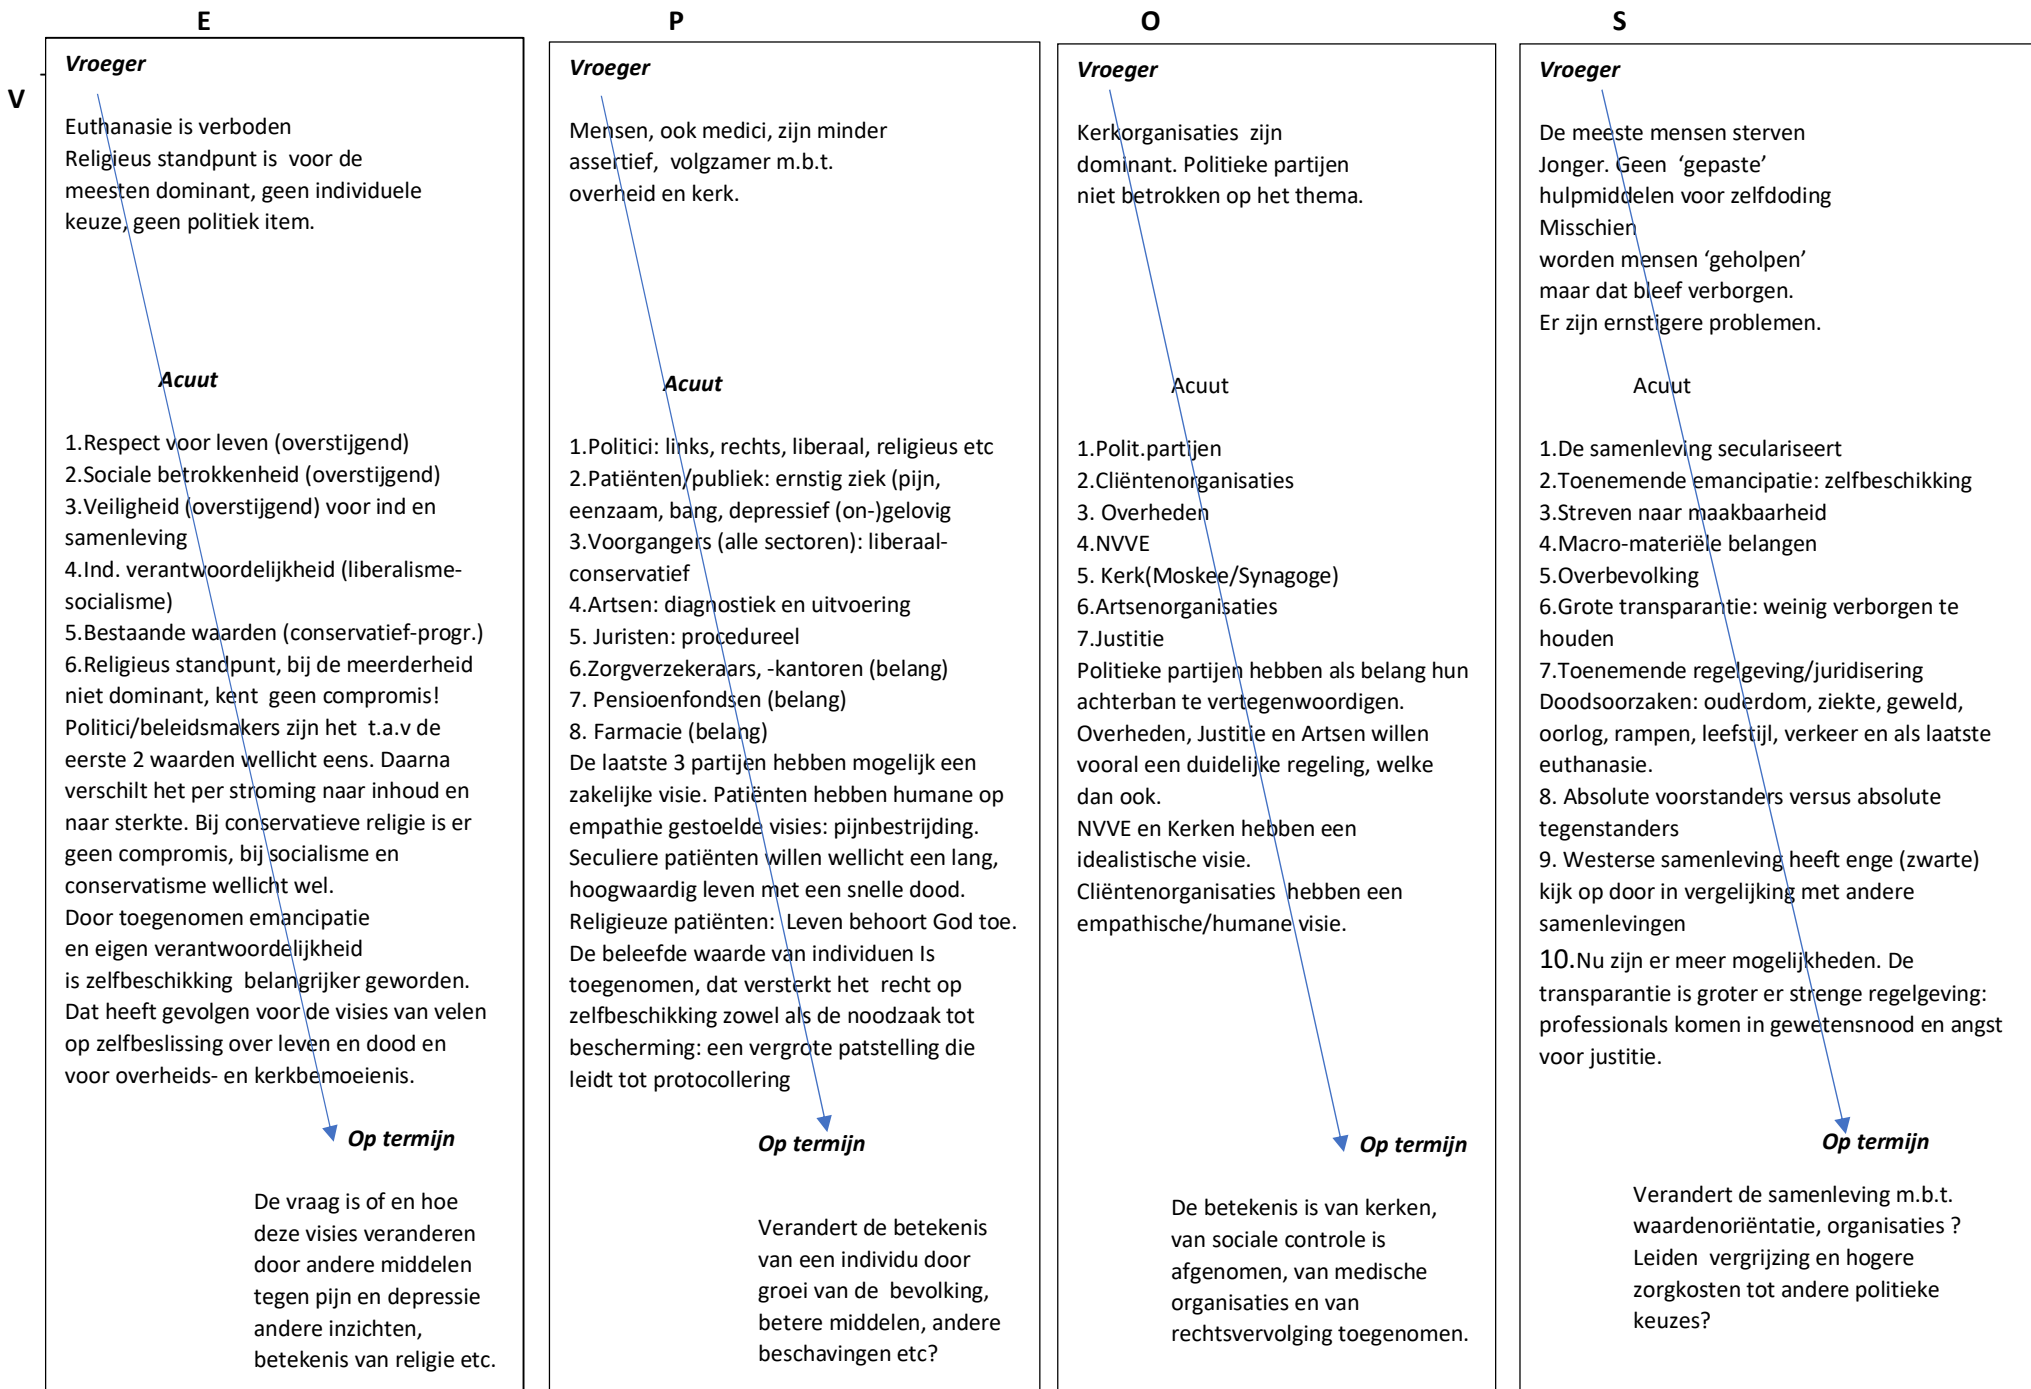 E
P
O
S
V
Vroeger
Euthanasie is verboden
Religieus standpunt is voor de
meesten dominant, geen individuele
keuze, geen politiek item.
Acuut
1.Respect voor leven (overstijgend)
2.Sociale betrokkenheid (overstijgend)
3.Veiligheid (overstijgend) voor ind en
samenleving
4.Ind. verantwoordelijkheid (liberalisme-
socialisme)
5.Bestaande waarden (conservatief-progr.)
6.Religieus standpunt, bij de meerderheid
niet dominant, kent geen compromis!
Politici/beleidsmakers zijn het t.a.v de
eerste 2 waarden wellicht eens. Daarna
verschilt het per stroming naar inhoud en
naar sterkte. Bij conservatieve religie is er
geen compromis, bij socialisme en
conservatisme wellicht wel.
Door toegenomen emancipatie
en eigen verantwoordelijkheid
is zelfbeschikking belangrijker geworden.
Dat heeft gevolgen voor de visies van velen
op zelfbeslissing over leven en dood en
voor overheids- en kerkbemoeienis.
Op termijn
De vraag is of en hoe
deze visies veranderen
door andere middelen
tegen pijn en depressie
andere inzichten,
betekenis van religie etc.
Vroeger
Mensen, ook medici, zijn minder
assertief, volgzamer m.b.t.
overheid en kerk.
Acuut
1.Politici: links, rechts, liberaal, religieus etc
2.Patiënten/publiek: ernstig ziek (pijn,
eenzaam, bang, depressief (on-)gelovig
3.Voorgangers (alle sectoren): liberaal-
conservatief
4.Artsen: diagnostiek en uitvoering
5. Juristen: procedureel
6.Zorgverzekeraars, -kantoren (belang)
7. Pensioenfondsen (belang)
8. Farmacie (belang)
De laatste 3 partijen hebben mogelijk een
zakelijke visie. Patiënten hebben humane op
empathie gestoelde visies: pijnbestrijding.
Seculiere patiënten willen wellicht een lang,
hoogwaardig leven met een snelle dood.
Religieuze patiënten: Leven behoort God toe.
De beleefde waarde van individuen Is
toegenomen, dat versterkt het recht op
zelfbeschikking zowel als de noodzaak tot
bescherming: een vergrote patstelling die
leidt tot protocollering
Op termijn
Verandert de betekenis
van een individu door
groei van de bevolking,
betere middelen, andere
beschavingen etc?
Vroeger
Kerkorganisaties zijn
dominant. Politieke partijen
niet betrokken op het thema.
Acuut
1.Polit.partijen
2.Cliëntenorganisaties
3. Overheden
4.NVVE
5. Kerk(Moskee/Synagoge)
6.Artsenorganisaties
7.Justitie
Politieke partijen hebben als belang hun
achterban te vertegenwoordigen.
Overheden, Justitie en Artsen willen
vooral een duidelijke regeling, welke
dan ook.
NVVE en Kerken hebben een
idealistische visie.
Cliëntenorganisaties hebben een
empathische/humane visie.
Op termijn
De betekenis is van kerken,
van sociale controle is
afgenomen, van medische
organisaties en van
rechtsvervolging toegenomen.
Vroeger
De meeste mensen sterven
Jonger. Geen ‘gepaste’
hulpmiddelen voor zelfdoding
Misschien
worden mensen ‘geholpen’
maar dat bleef verborgen.
Er zijn ernstigere problemen.
Acuut
1.De samenleving seculariseert
2.Toenemende emancipatie: zelfbeschikking
3.Streven naar maakbaarheid
4.Macro-materiële belangen
5.Overbevolking
6.Grote transparantie: weinig verborgen te
houden
7.Toenemende regelgeving/juridisering
Doodsoorzaken: ouderdom, ziekte, geweld,
oorlog, rampen, leefstijl, verkeer en als laatste
euthanasie.
8. Absolute voorstanders versus absolute
tegenstanders
9. Westerse samenleving heeft enge (zwarte)
kijk op door in vergelijking met andere
samenlevingen
10.Nu zijn er meer mogelijkheden. De
transparantie is groter er strenge regelgeving:
professionals komen in gewetensnood en angst
voor justitie.
Op termijn
Verandert de samenleving m.b.t.
waardenoriëntatie, organisaties ?
Leiden vergrijzing en hogere
zorgkosten tot andere politieke
keuzes?